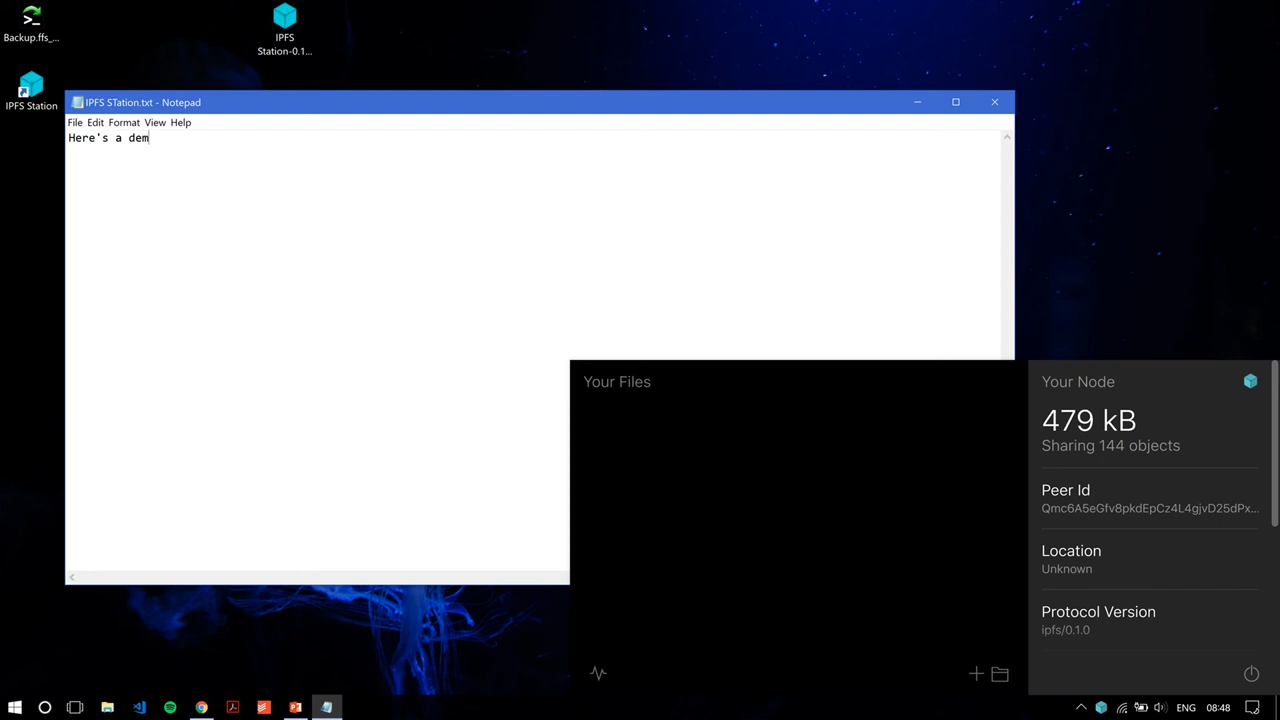 Backup.ffs_...
IPFS
Station-0.1...
IPFS Station
IPFS STation.txt - Notepad
File Edit Format View Help
Here's a dem
Your Files
Your Node
479 kB
Sharing 144 objects
Peer Id
Qmc6A5eGfv8pkdEpCz4L4gjvD25dPx...
Location
Unknown
Protocol Version
ipfs/0.1.0
ENG 08:48